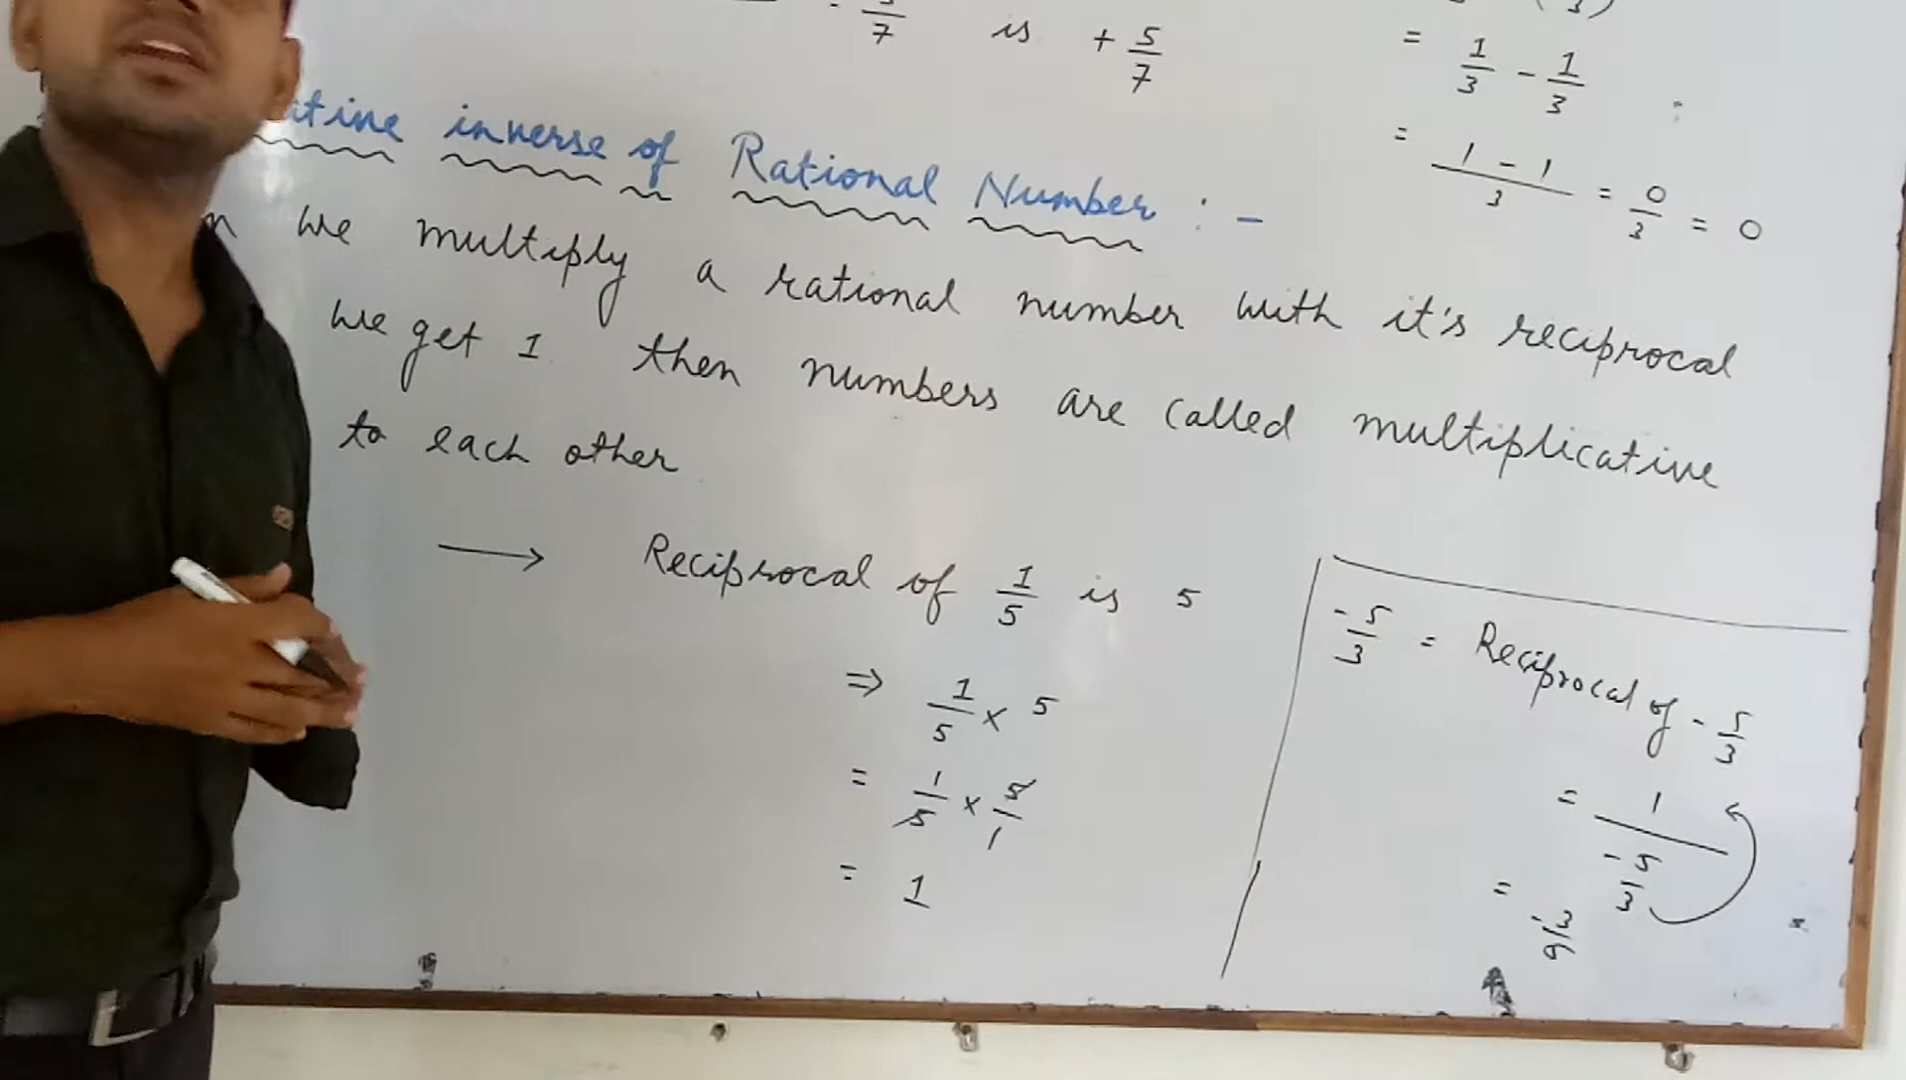 7 is + 5/7
= 1/3 - 1/3
= 1 - 1 / 3 = 0/3 = 0
ative inverse of Rational Number : -
n we multiply a rational number with it's reciprocal
we get 1 then numbers are called multiplicative
to each other
→ Reciprocal of 1/5 is 5
⇒ 1/5 x 5
= 1/5 x 5/1
= 1
-5/3 = Reciprocal of -5/3
= 1 / -5/3
=